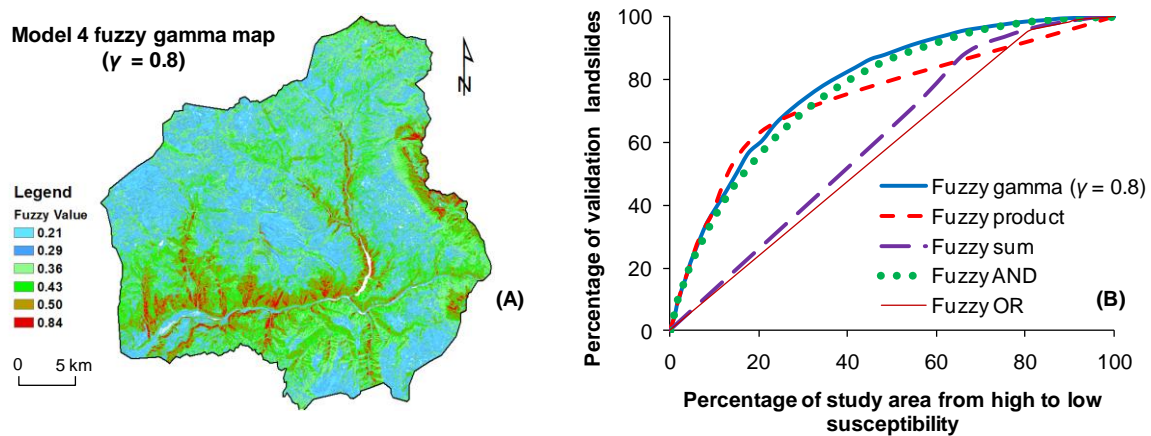 Model 4 fuzzy gamma map
(γ = 0.8)
N
Legend
Fuzzy Value
0.21
0.29
0.36
0.43
0.50
0.84
0 5 km
(A)
Percentage of validation landslides
100
80
60
40
20
0
0 20 40 60 80 100
Fuzzy gamma (γ = 0.8)
Fuzzy product
Fuzzy sum
Fuzzy AND
Fuzzy OR
(B)
Percentage of study area from high to low
susceptibility